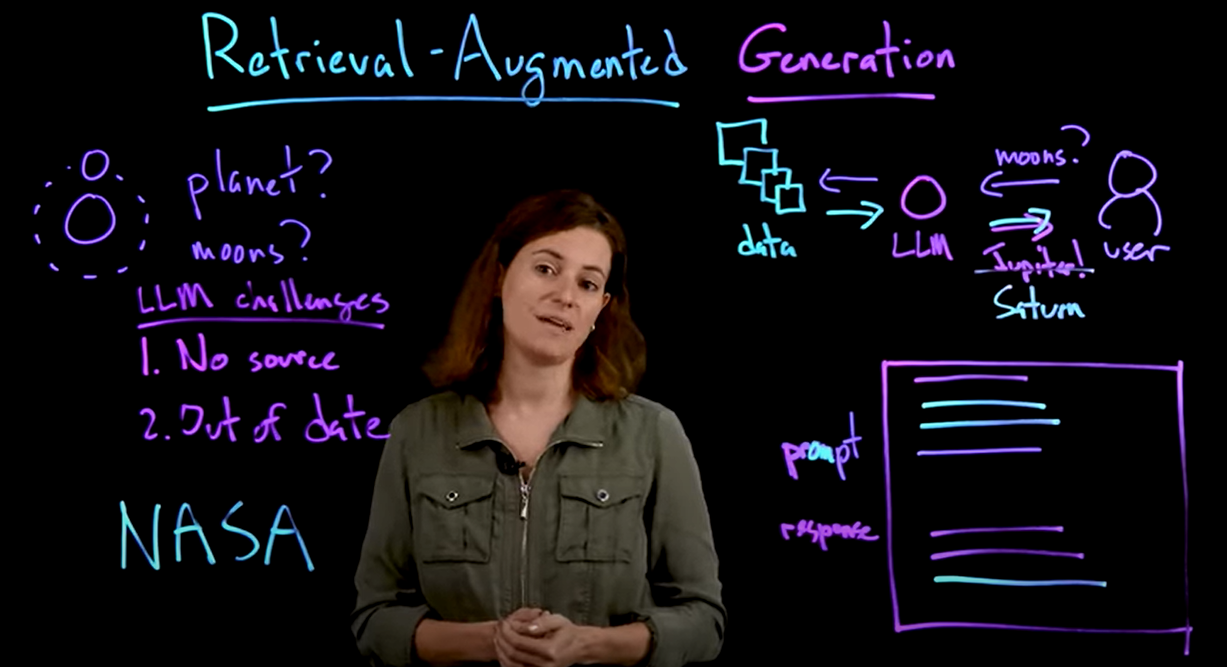 Retrieval-Augmented Generation
planet?
moons?
LLM challenges
1. No source
2. Out of date
NASA
moons?
data
LLM
Jupiter!
user
Saturn
prompt
response